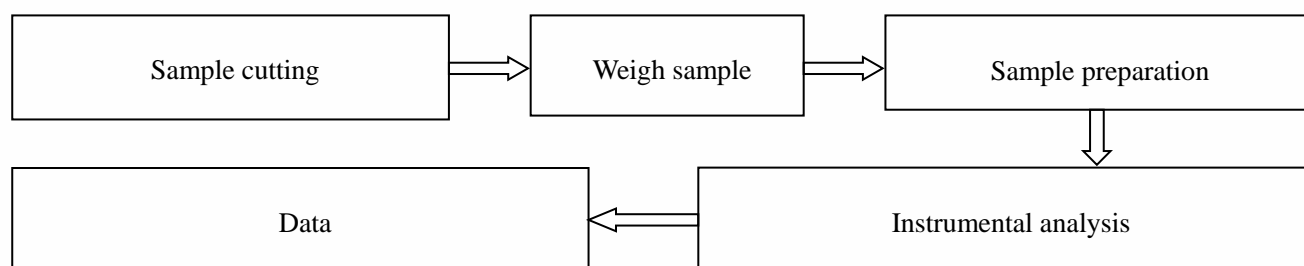 Sample cutting
Weigh sample
Sample preparation
Instrumental analysis
Data